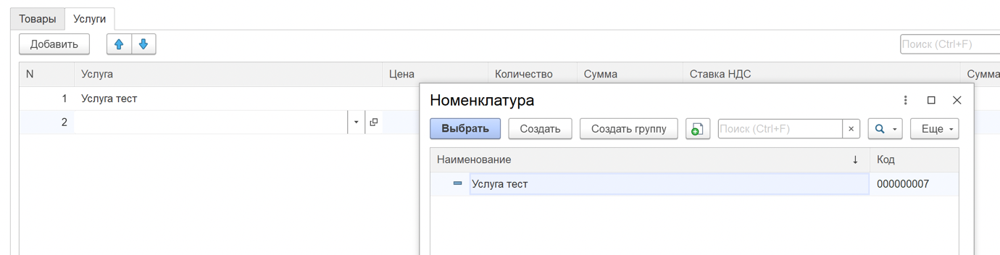 Товары Услуги
Добавить Поиск (Ctrl+F)
N Услуга Цена Количество Сумма Ставка НДС Сумма
1 Услуга тест
2
Номенклатура
Выбрать Создать Создать группу Поиск (Ctrl+F) × Еще
Наименование ↓ Код
Услуга тест 000000007